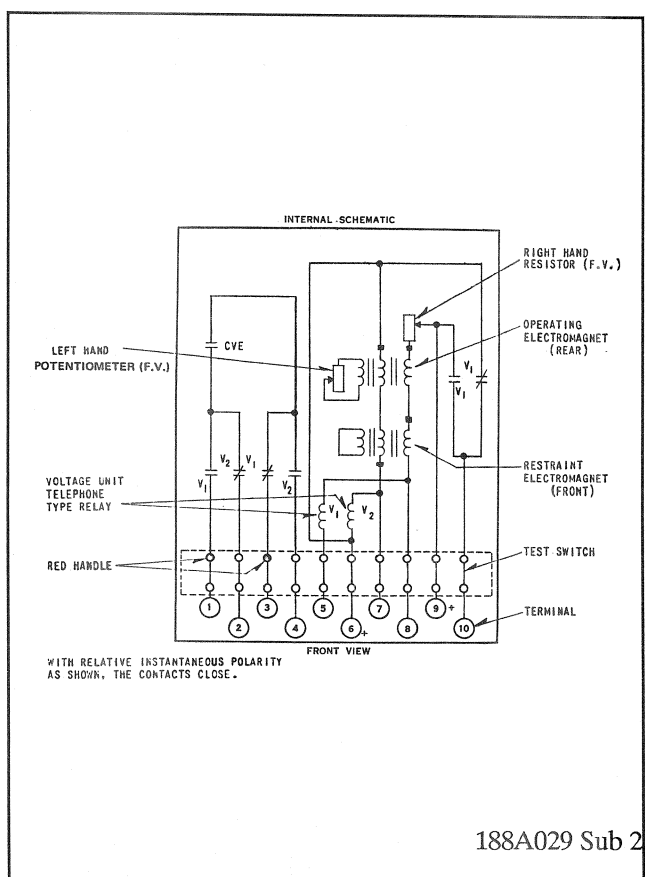 INTERNAL SCHEMATIC
RIGHT HAND
RESISTOR (F.V.)
OPERATING
ELECTROMAGNET
(REAR)
LEFT HAND
POTENTIOMETER (F.V.)
CVE
V1
V1
V2
V1
V1
V2
VOLTAGE UNIT
TELEPHONE
TYPE RELAY
V1
V2
RESTRAINT
ELECTROMAGNET
(FRONT)
RED HANDLE
TEST SWITCH
1
3
5
7
9 +
2
4
6 +
8
10
TERMINAL
FRONT VIEW
WITH RELATIVE INSTANTANEOUS POLARITY
AS SHOWN, THE CONTACTS CLOSE.
188A029 Sub 2